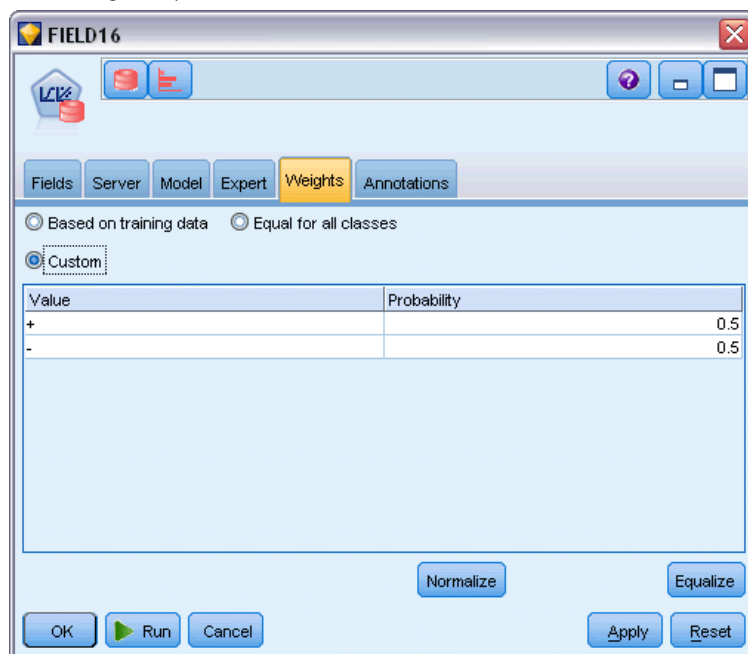 FIELD16
Fields Server Model Expert Weights Annotations
Based on training data Equal for all classes
Custom
Value Probability
+ 0.5
- 0.5
Normalize Equalize
OK Run Cancel Apply Reset